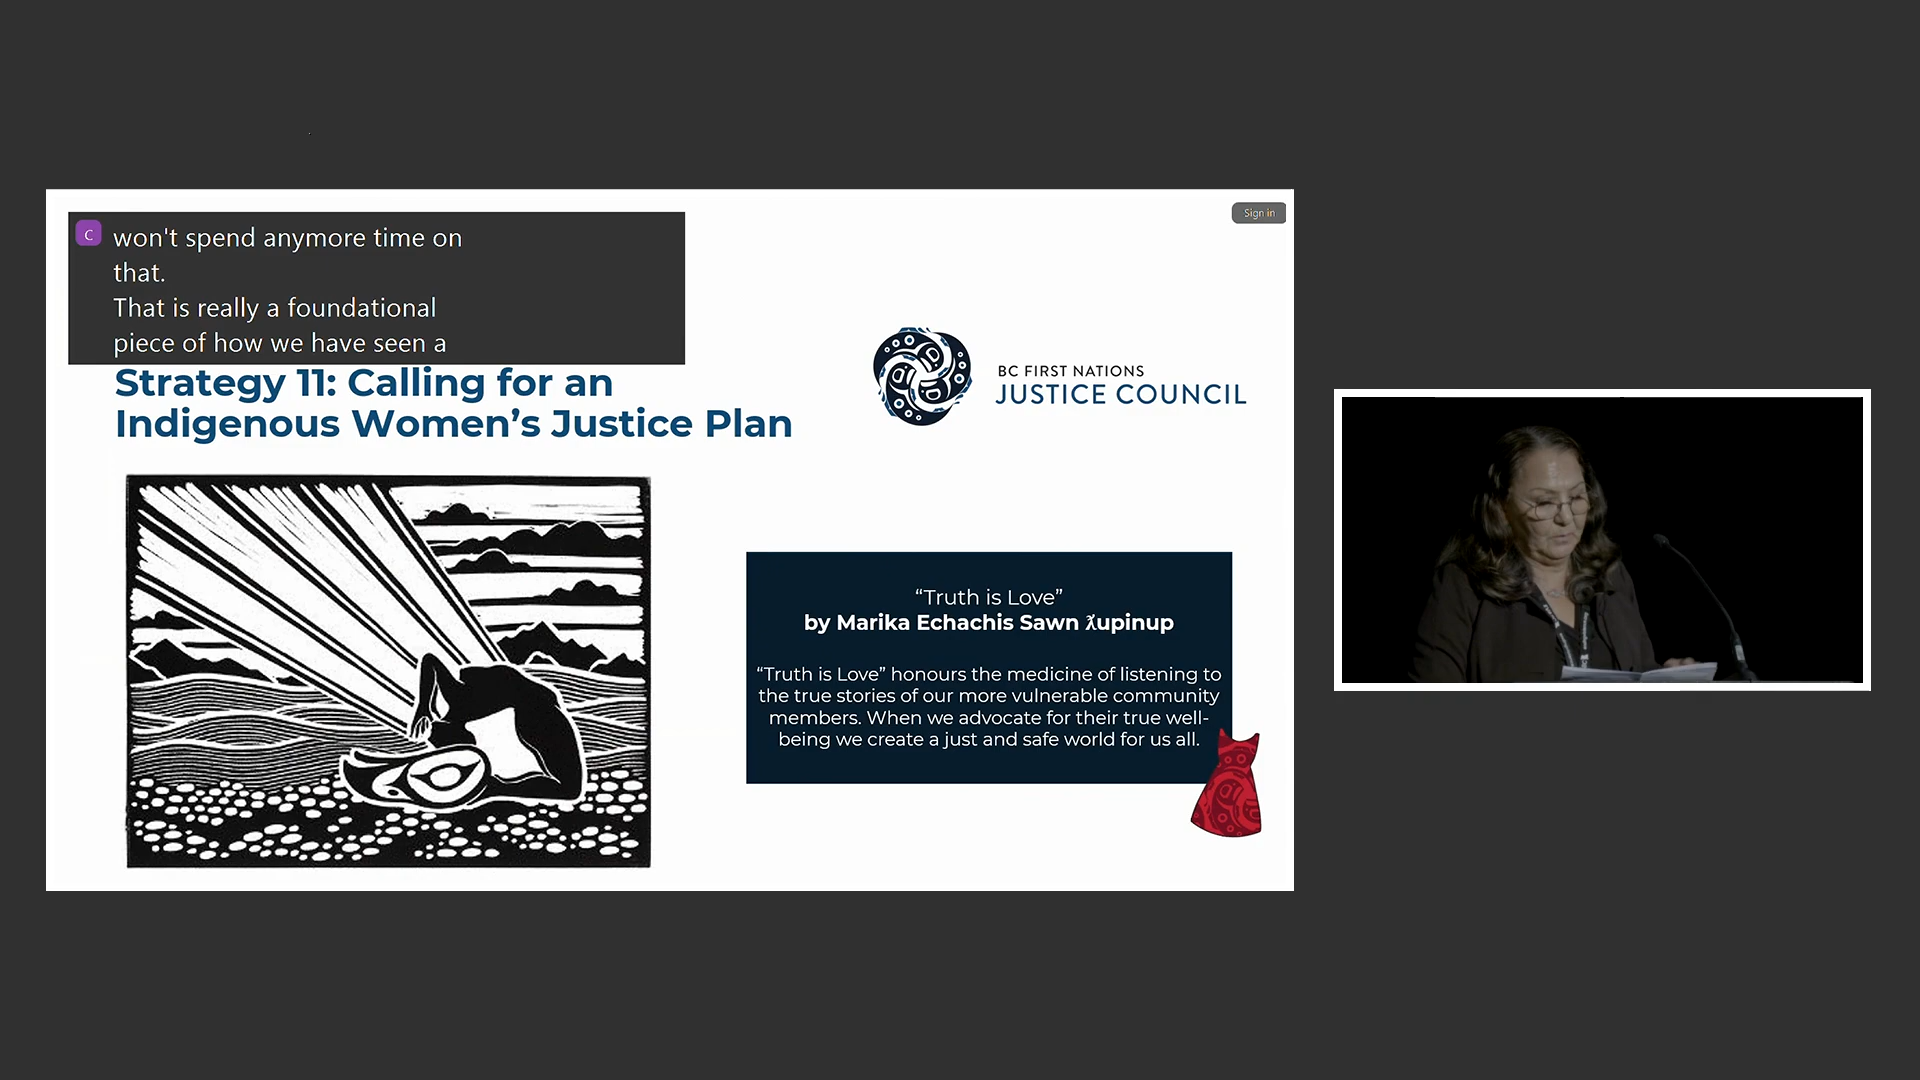 C
won't spend anymore time on
that.
That is really a foundational
piece of how we have seen a
Sign in
Strategy 11: Calling for an
Indigenous Women’s Justice Plan
BC FIRST NATIONS
JUSTICE COUNCIL
“Truth is Love”
by Marika Echachis Sawn ƛ̓upinup
“Truth is Love” honours the medicine of listening to
the true stories of our more vulnerable community
members. When we advocate for their true well-
being we create a just and safe world for us all.